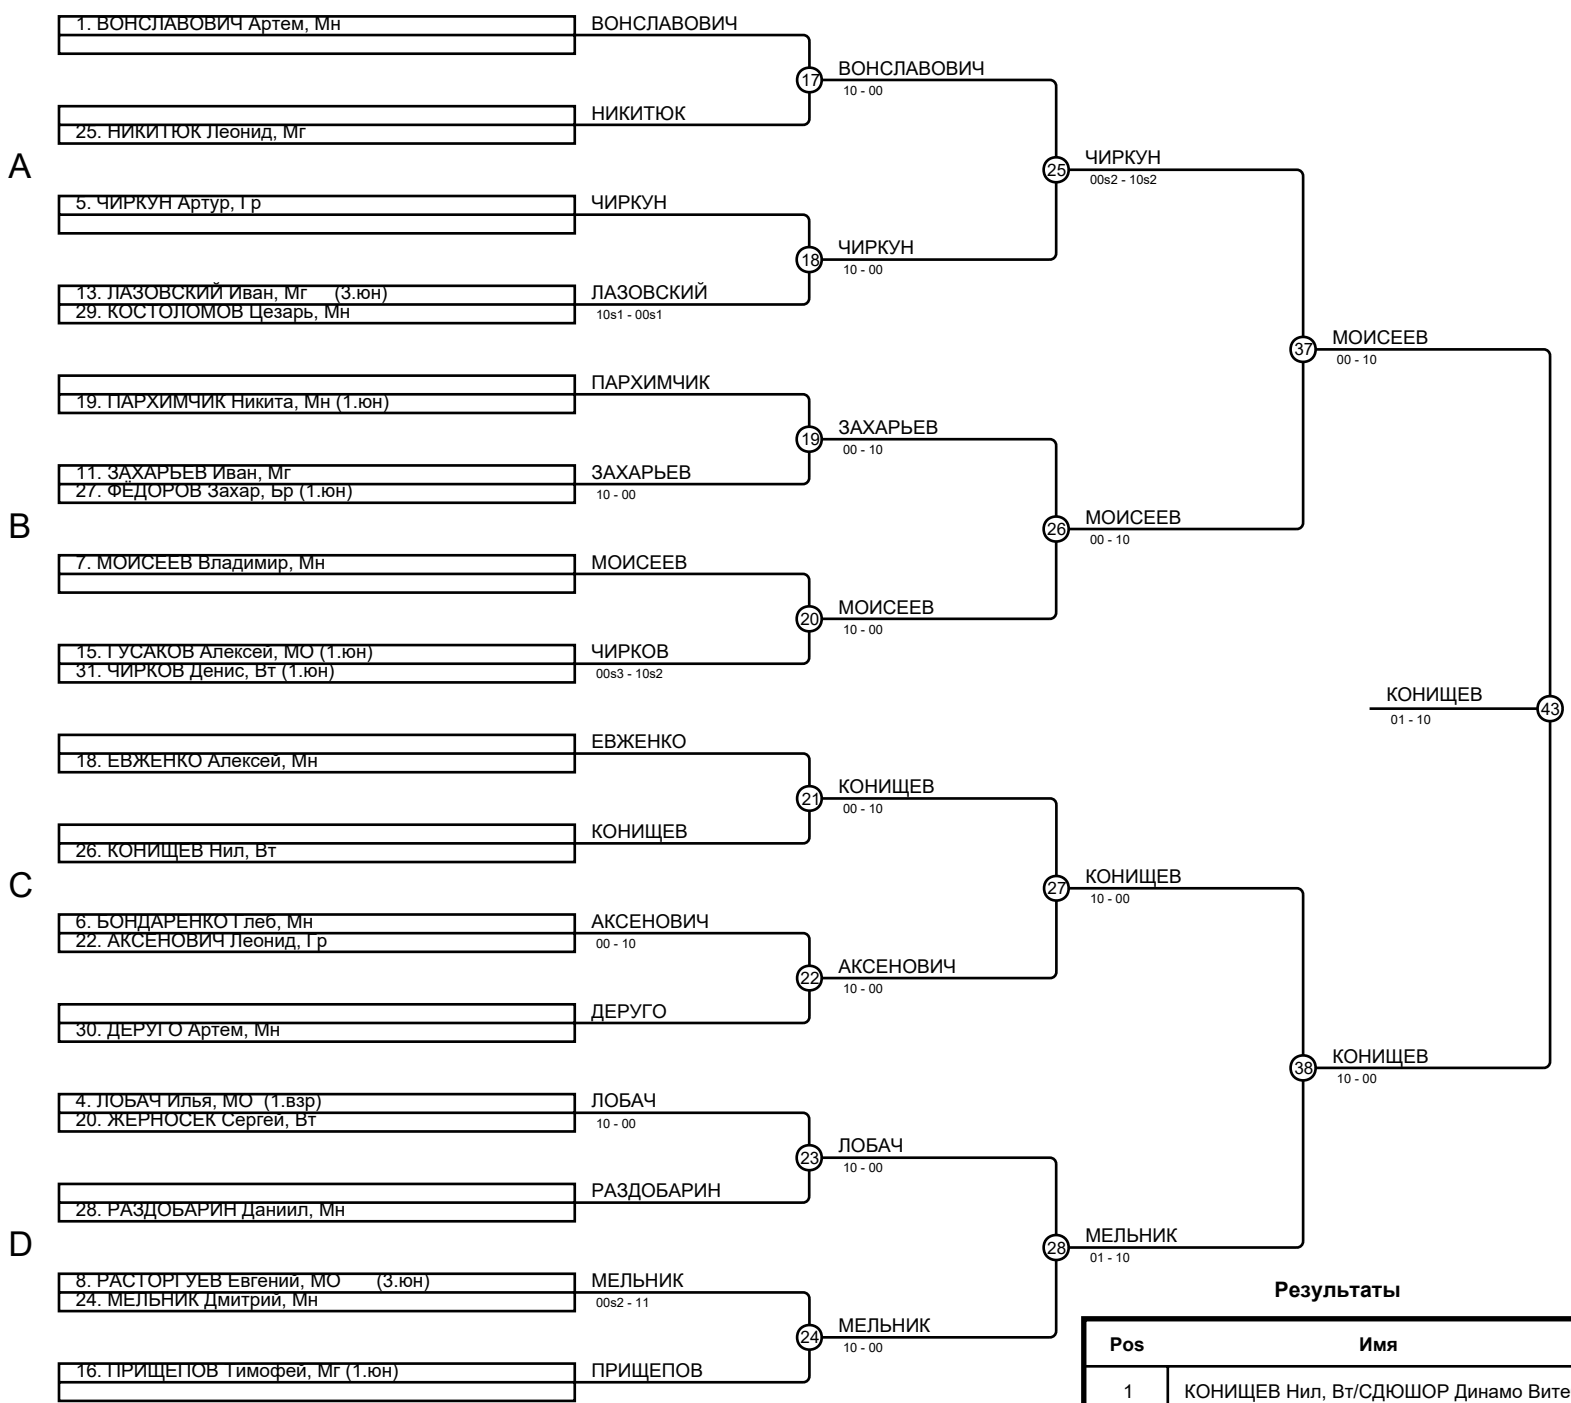 1. ВОНСЛАВОВИЧ Артем, Мн
ВОНСЛАВОВИЧ
17
ВОНСЛАВОВИЧ
10 - 00
НИКИТЮК
25. НИКИТЮК Леонид, Мг
A
25
ЧИРКУН
00s2 - 10s2
5. ЧИРКУН Артур, Гр
ЧИРКУН
18
ЧИРКУН
10 - 00
13. ЛАЗОВСКИЙ Иван, Мг (3.юн)
29. КОСТОЛОМОВ Цезарь, Мн
ЛАЗОВСКИЙ
10s1 - 00s1
37
МОИСЕЕВ
00 - 10
ПАРХИМЧИК
19. ПАРХИМЧИК Никита, Мн (1.юн)
19
ЗАХАРЬЕВ
00 - 10
11. ЗАХАРЬЕВ Иван, Мг
27. ФЁДОРОВ Захар, Бр (1.юн)
ЗАХАРЬЕВ
10 - 00
B
26
МОИСЕЕВ
00 - 10
7. МОИСЕЕВ Владимир, Мн
МОИСЕЕВ
20
МОИСЕЕВ
10 - 00
15. ГУСАКОВ Алексей, МО (1.юн)
31. ЧИРКОВ Денис, Вт (1.юн)
ЧИРКОВ
00s3 - 10s2
КОНИЩЕВ
01 - 10
43
ЕВЖЕНКО
18. ЕВЖЕНКО Алексей, Мн
21
КОНИЩЕВ
00 - 10
КОНИЩЕВ
26. КОНИЩЕВ Нил, Вт
C
27
КОНИЩЕВ
10 - 00
6. БОНДАРЕНКО Глеб, Мн
22. АКСЕНОВИЧ Леонид, Гр
АКСЕНОВИЧ
00 - 10
22
АКСЕНОВИЧ
10 - 00
ДЕРУГО
30. ДЕРУГО Артем, Мн
38
КОНИЩЕВ
10 - 00
4. ЛОБАЧ Илья, МО (1.взр)
20. ЖЕРНОСЕК Сергей, Вт
ЛОБАЧ
10 - 00
23
ЛОБАЧ
10 - 00
РАЗДОБАРИН
28. РАЗДОБАРИН Даниил, Мн
D
28
МЕЛЬНИК
01 - 10
8. РАСТОРГУЕВ Евгений, МО (3.юн)
24. МЕЛЬНИК Дмитрий, Мн
МЕЛЬНИК
00s2 - 11
24
МЕЛЬНИК
10 - 00
16. ПРИЩЕПОВ Тимофей, Мг (1.юн)
ПРИЩЕПОВ
Результаты
Pos Имя
1 КОНИЩЕВ Нил, Вт/СДЮШОР Динамо Вите